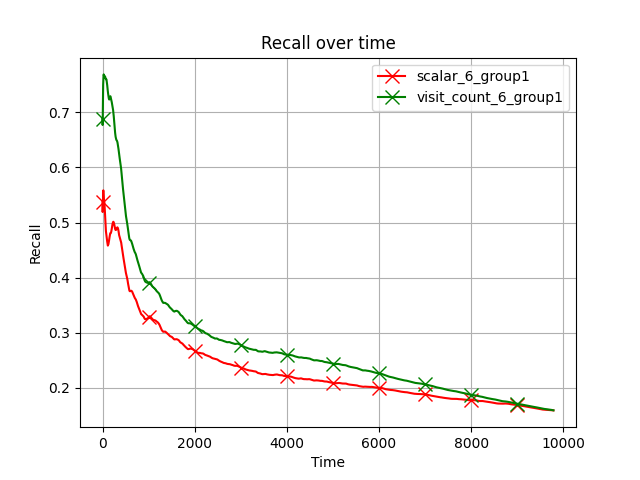 Recall over time
scalar_6_group1
visit_count_6_group1
Recall
0.7
0.6
0.5
0.4
0.3
0.2
0 2000 4000 6000 8000 10000
Time